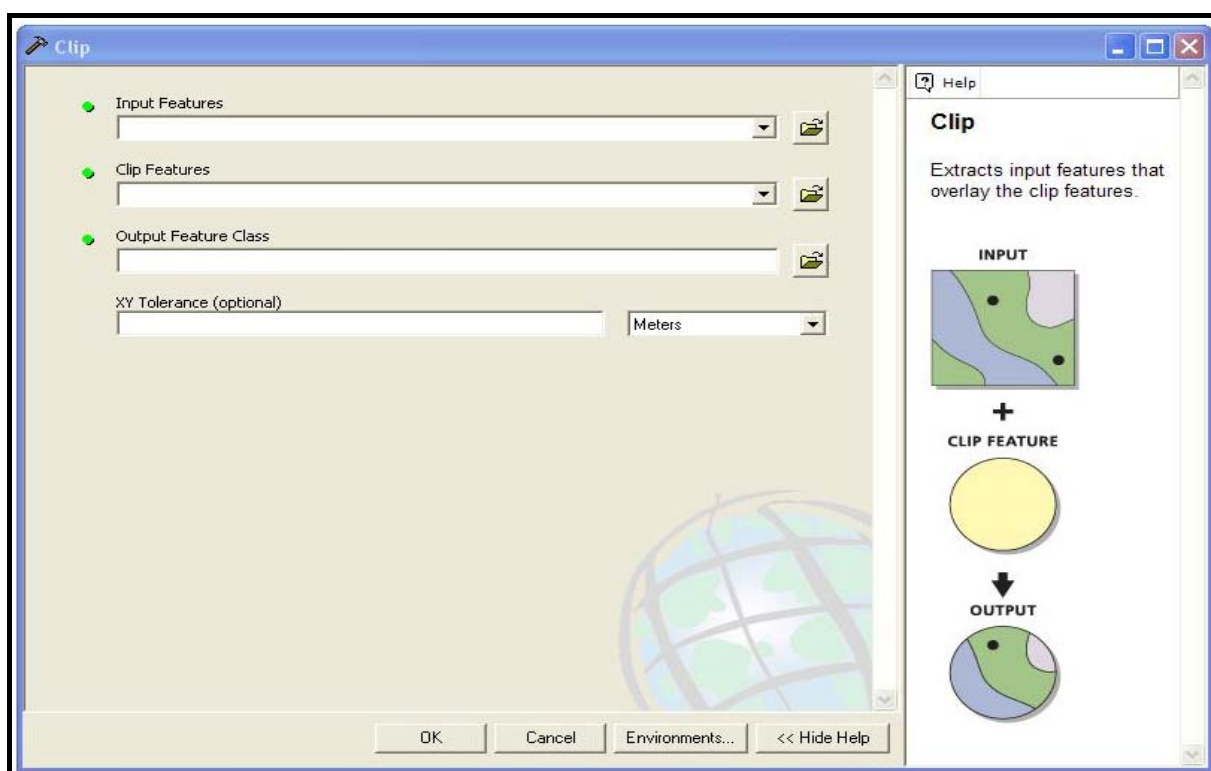 Clip
Input Features
Clip Features
Output Feature Class
XY Tolerance (optional)
Meters
OK
Cancel
Environments...
<< Hide Help
Help
Clip
Extracts input features that
overlay the clip features.
INPUT
+
CLIP FEATURE
OUTPUT